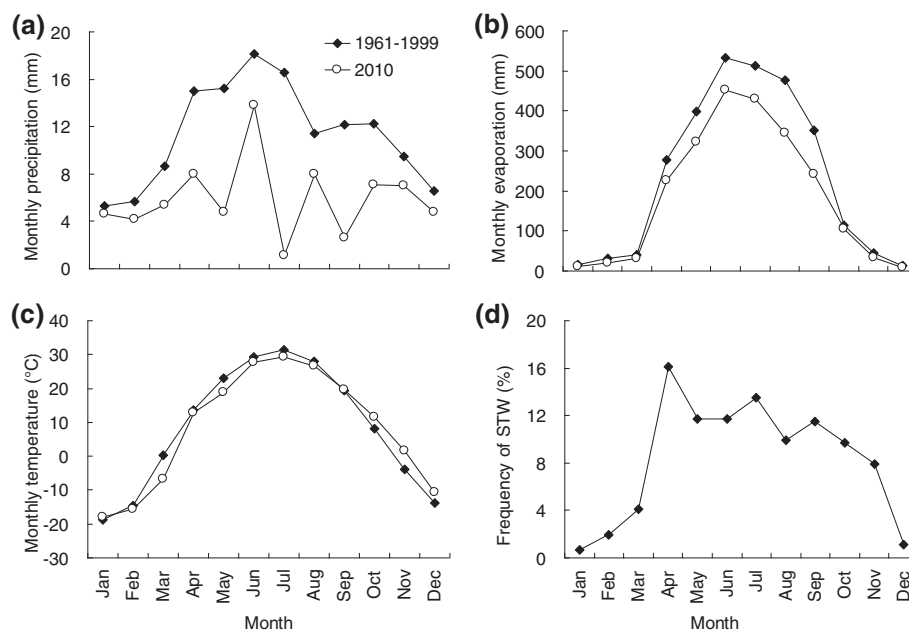 (a)
Monthly precipitation (mm)
20
16
12
8
4
0
1961-1999
2010
(b)
Monthly evaporation (mm)
600
500
400
300
200
100
0
(c)
Monthly temperature (°C)
40
30
20
10
0
-10
-20
-30
Jan
Feb
Mar
Apr
May
Jun
Jul
Aug
Sep
Oct
Nov
Dec
Month
(d)
Frequency of STW (%)
20
16
12
8
4
0
Jan
Feb
Mar
Apr
May
Jun
Jul
Aug
Sep
Oct
Nov
Dec
Month